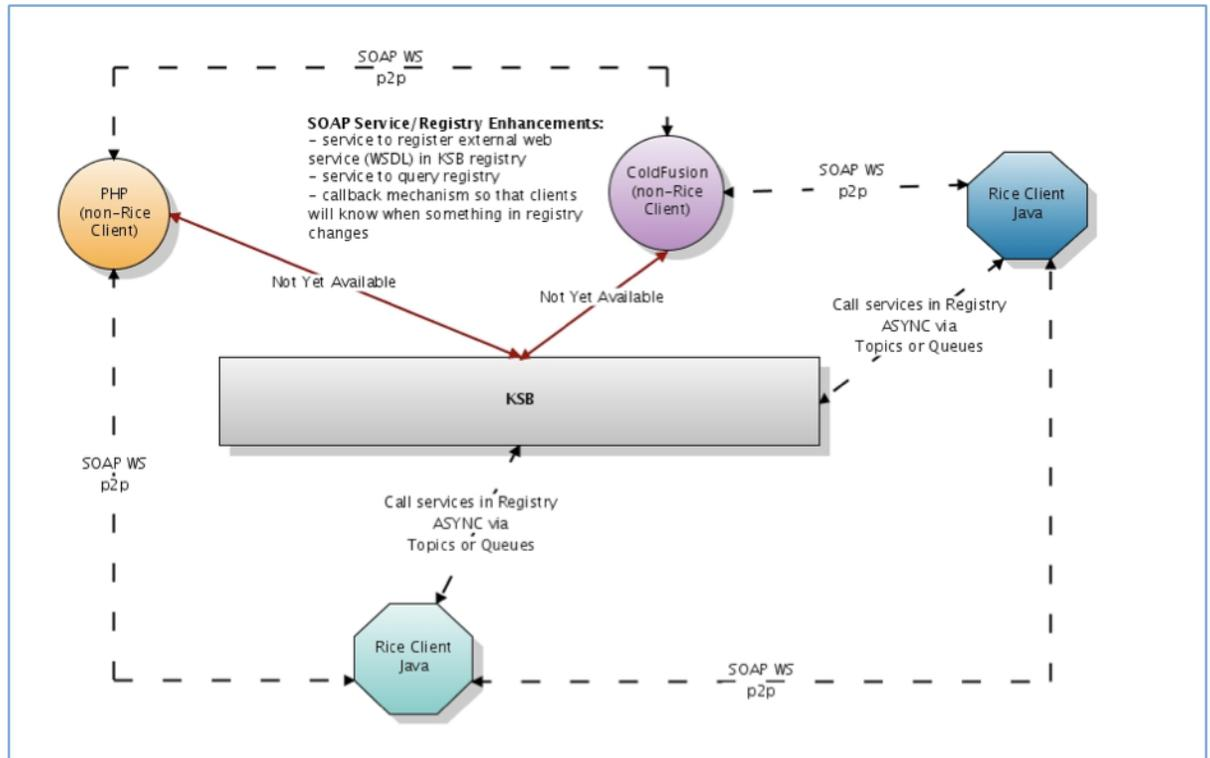 SOAP WS
p2p
SOAP Service/Registry Enhancements:
- service to register external web
service (WSDL) in KSB registry
- service to query registry
- callback mechanism so that clients
will know when something in registry
changes
PHP
(non-Rice
Client)
ColdFusion
(non-Rice
Client)
SOAP WS
p2p
Rice Client
Java
Not Yet Available
Not Yet Available
Call services in Registry
ASYNC via
Topics or Queues
KSB
SOAP WS
p2p
Call services in Registry
ASYNC via
Topics or Queues
Rice Client
Java
SOAP WS
p2p